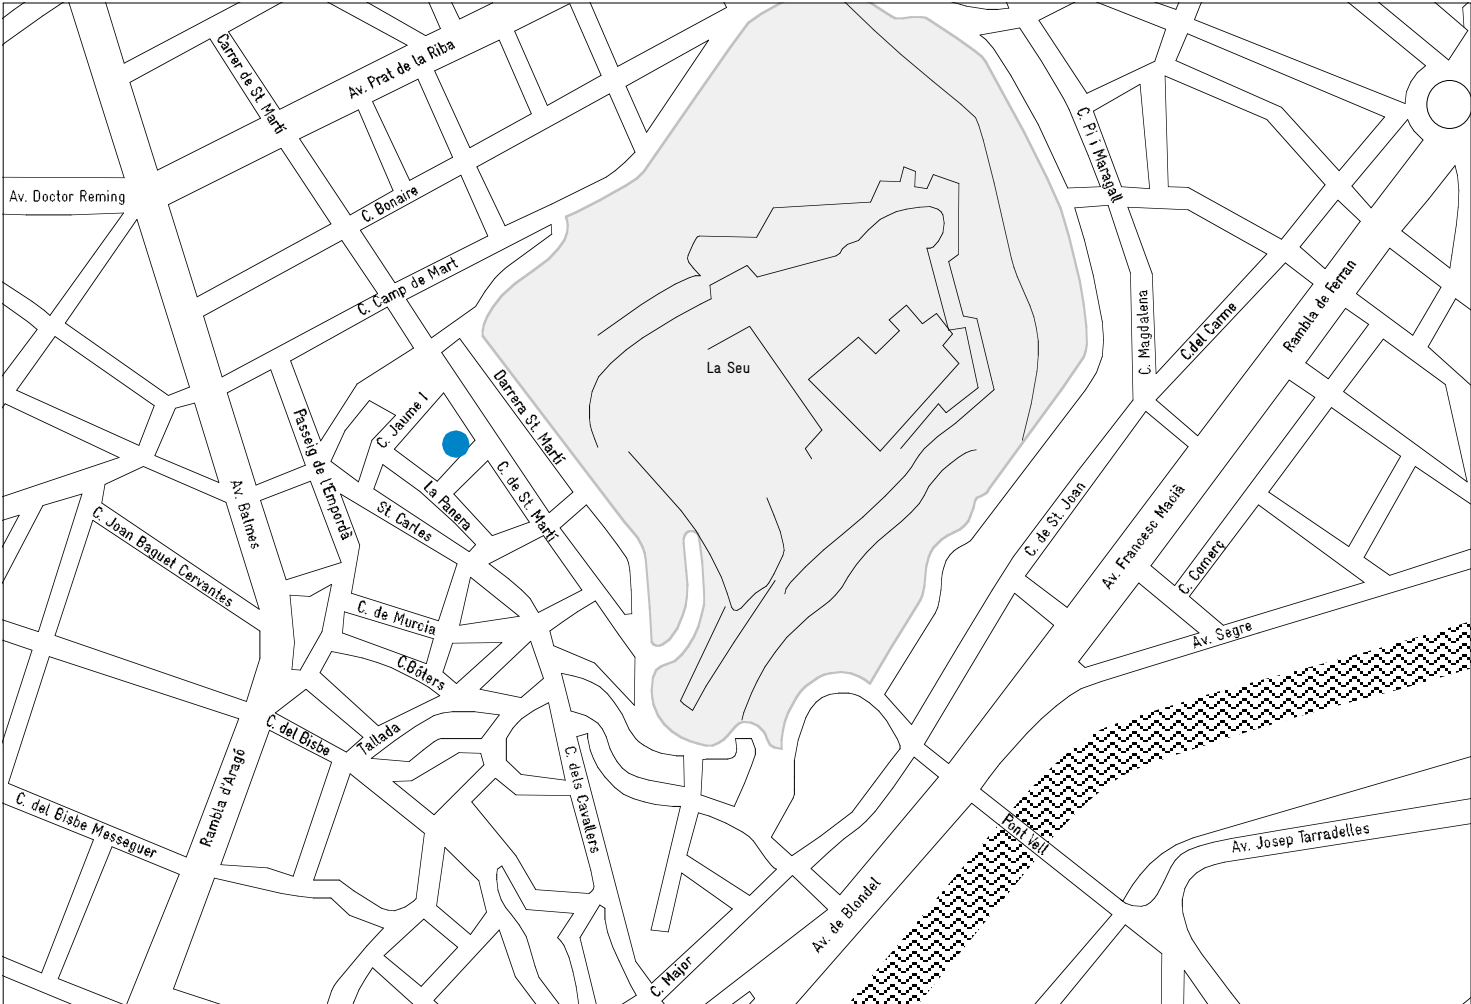 Carrer de St. Martí
Av. Prat de la Riba
C. Pi i Maragall
Av. Doctor Reming
C. Bonaire
C. Camp de Mart
C. Magdalena
C.del Carme
Rambla de Ferran
La Seu
Darrera St. Martí
C. Jaume I
Passeig de l'Empordà
C. de St. Martí
La Panera
St. Carles
Av. Balmes
C. Joan Baguet Cervantes
C. de St. Joan
Av. Francesc Macià
C. Comerç
C. de Murcia
Av. Segre
C.Bóters
C. del Bisbe
Tallada
Rambla d'Aragó
C. dels Cavallers
C. del Bisbe Messeguer
Pont Vell
Av. Josep Tarradelles
Av. de Blondel
C. Major